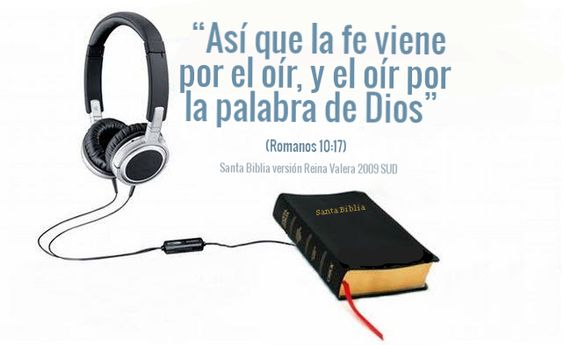 “Así que la fe viene
por el oír, y el oír por
la palabra de Dios”
(Romanos 10:17)
Santa Biblia versión Reina Valera 2009 SUD
Santa Biblia